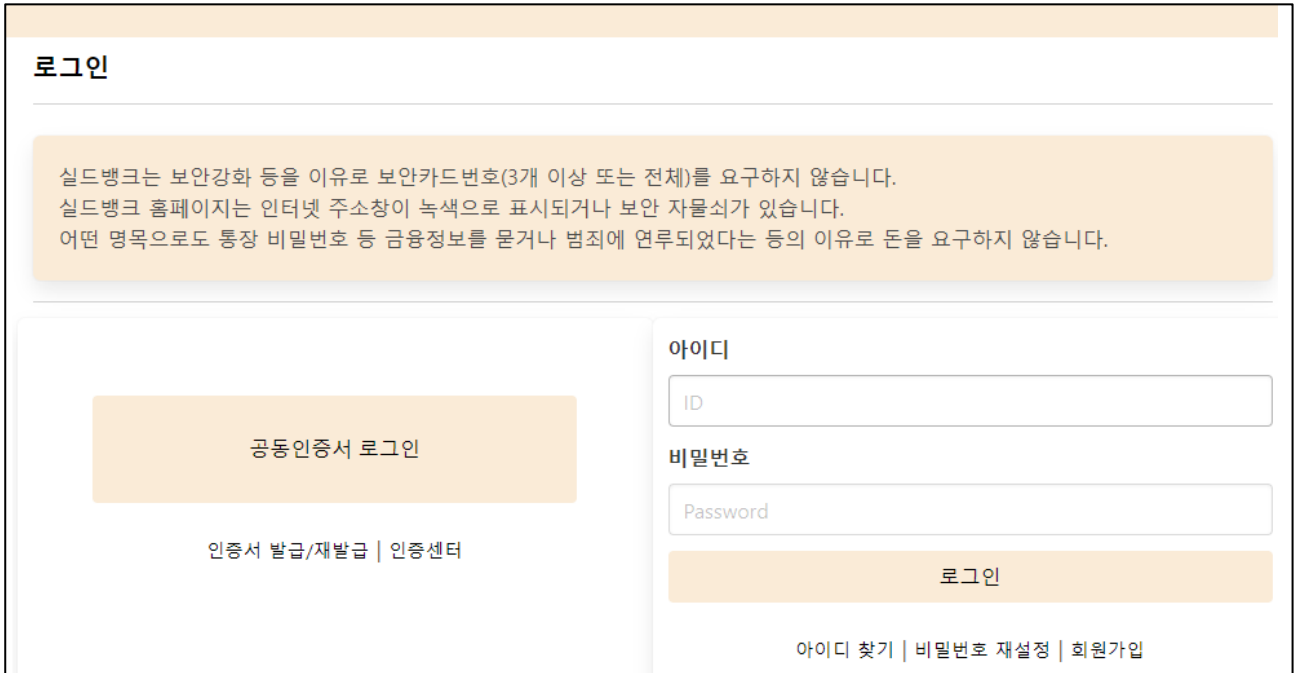 로그인
실드뱅크는 보안강화 등을 이유로 보안카드번호(3개 이상 또는 전체)를 요구하지 않습니다.
실드뱅크 홈페이지는 인터넷 주소창이 녹색으로 표시되거나 보안 자물쇠가 있습니다.
어떤 명목으로도 통장 비밀번호 등 금융정보를 묻거나 범죄에 연루되었다는 등의 이유로 돈을 요구하지 않습니다.
공동인증서 로그인
인증서 발급/재발급 | 인증센터
아이디
ID
비밀번호
Password
로그인
아이디 찾기 | 비밀번호 재설정 | 회원가입